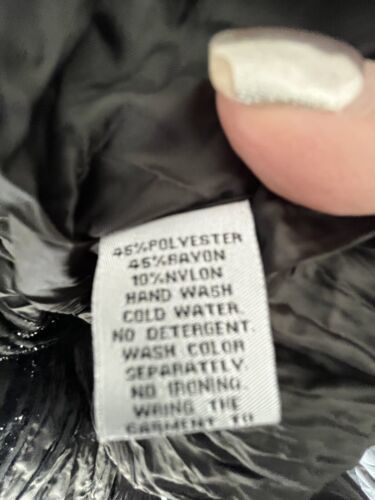 45%POLYESTER
45%RAYON
10%NYLON
HAND WASH
COLD WATER.
NO DETERGENT.
WASH COLOR
SEPARATELY.
NO IRONING.
WRING THE
GARMENT TO